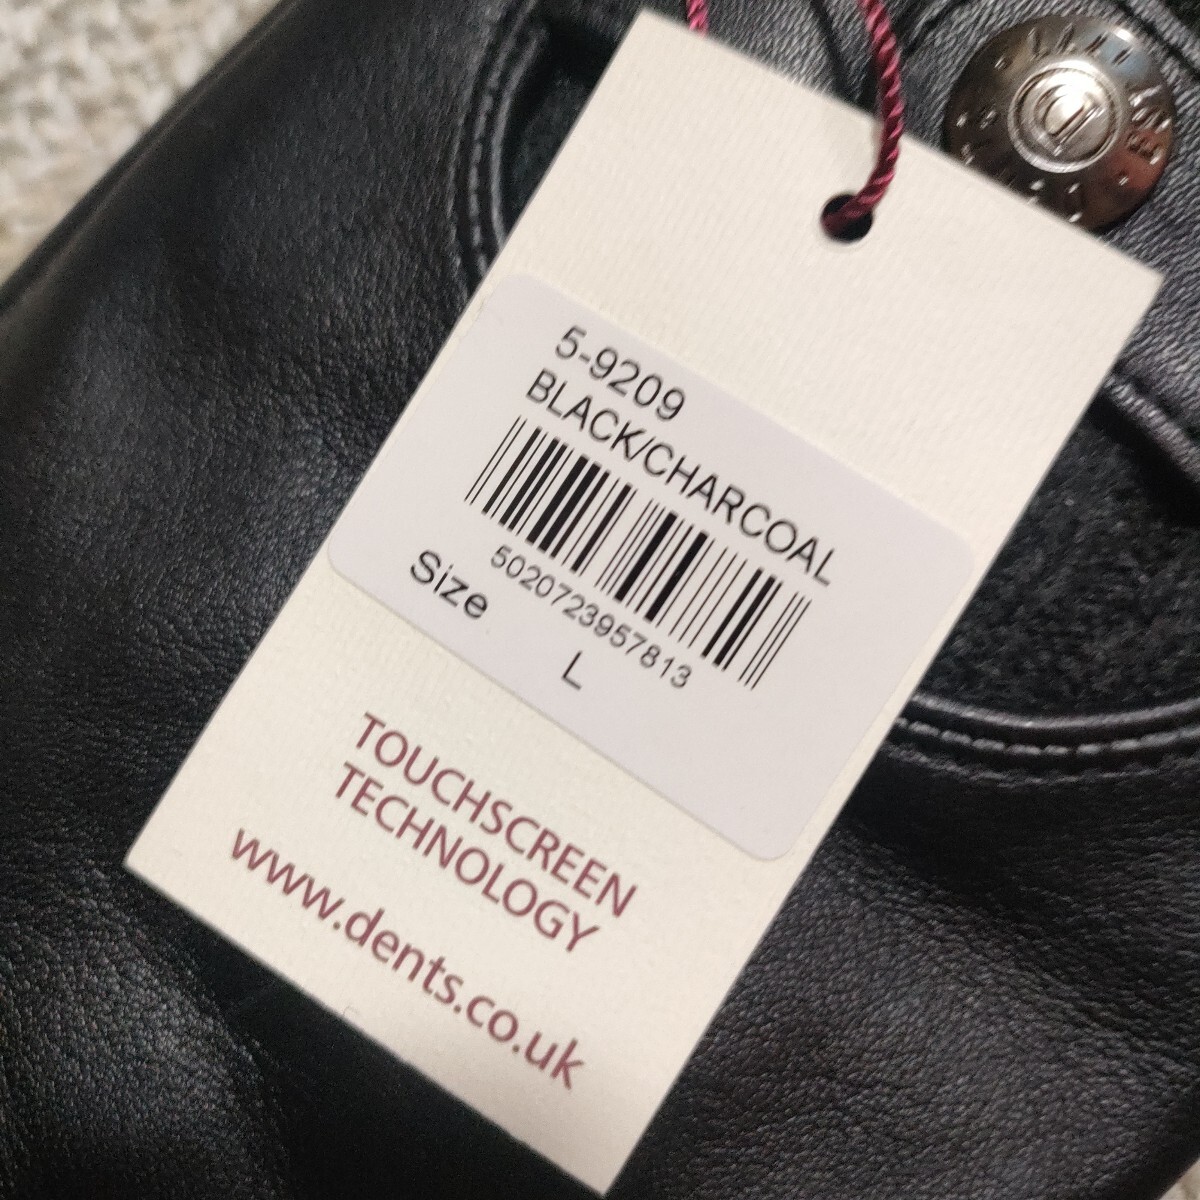 5-9209
BLACK/CHARCOAL
5020723957813
Size L
TOUCHSCREEN
TECHNOLOGY
www.dents.co.uk